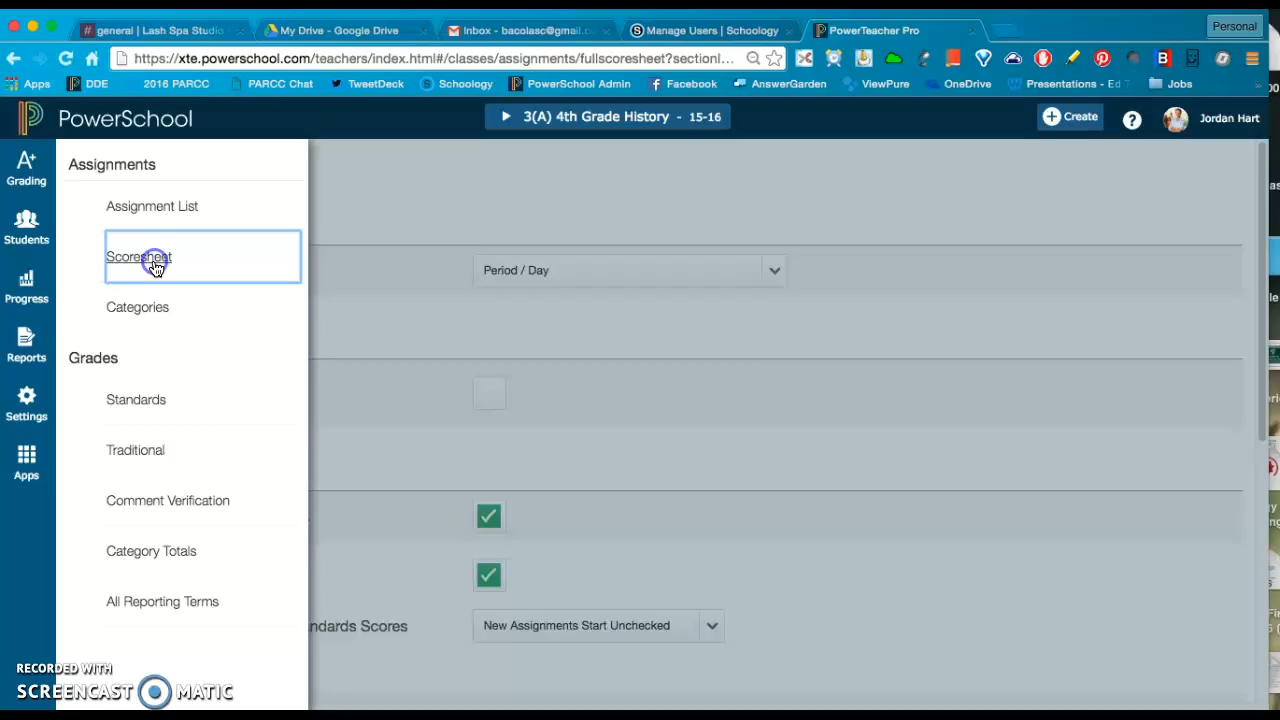 # general | Lash Spa Studio
My Drive - Google Drive
Inbox - bacolasc@gmail.co
Manage Users | Schoology
PowerTeacher Pro
Personal
https://xte.powerschool.com/teachers/index.html#/classes/assignments/fullscoresheet?sectionI...
Apps
DDE
2016 PARCC
PARCC Chat
TweetDeck
Schoology
PowerSchool Admin
Facebook
AnswerGarden
ViewPure
OneDrive
Presentations - Ed T
Jobs
PowerSchool
3(A) 4th Grade History - 15-16
Create
?
Jordan Hart
A+
Grading
Students
Progress
Reports
Settings
Apps
Assignments
Assignment List
Scoresheet
Categories
Grades
Standards
Traditional
Comment Verification
Category Totals
All Reporting Terms
Period / Day
ndards Scores
New Assignments Start Unchecked
RECORDED WITH
SCREENCAST MATIC